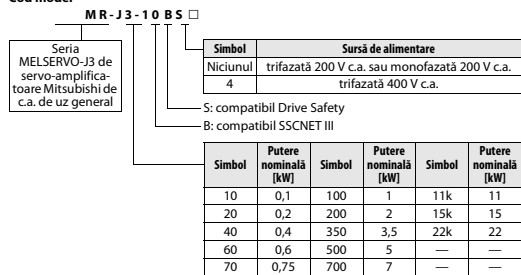 Cod model
MR-J3-10BS □
Seria
MELSERVO-J3 de
servo-amplifica-
toare Mitsubishi de
c.a. de uz general
Simbol Sursă de alimentare
Niciunul trifazată 200 V c.a. sau monofazată 200 V c.a.
4 trifazată 400 V c.a.
S: compatibil Drive Safety
B: compatibil SSCNET III
Simbol Putere nominală [kW] Simbol Putere nominală [kW] Simbol Putere nominală [kW]
10 0,1 100 1 11k 11
20 0,2 200 2 15k 15
40 0,4 350 3,5 22k 22
60 0,6 500 5 — —
70 0,75 700 7 — —